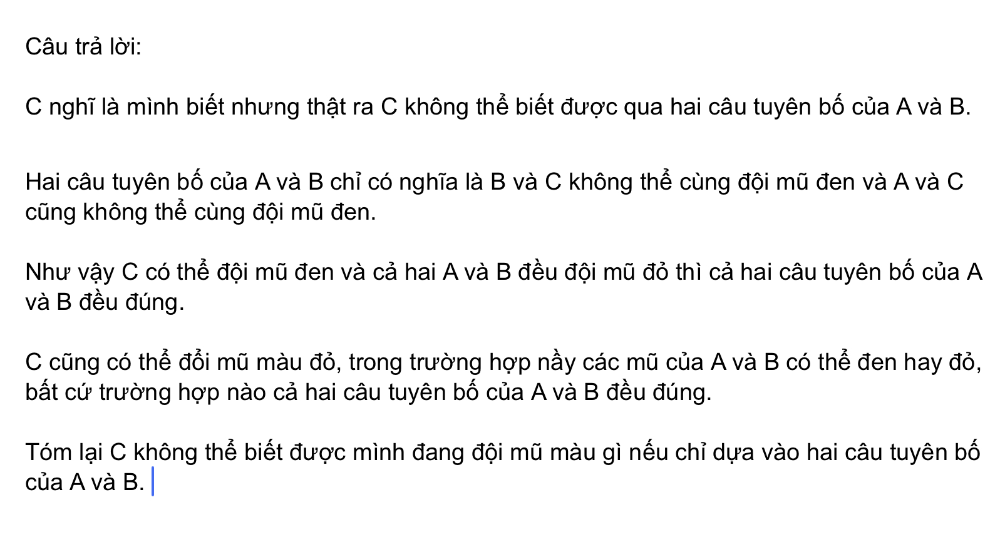 Câu trả lời:
C nghĩ là mình biết nhưng thật ra C không thể biết được qua hai câu tuyên bố của A và B.
Hai câu tuyên bố của A và B chỉ có nghĩa là B và C không thể cùng đội mũ đen và A và C
cũng không thể cùng đội mũ đen.
Như vậy C có thể đội mũ đen và cả hai A và B đều đội mũ đỏ thì cả hai câu tuyên bố của A
và B đều đúng.
C cũng có thể đổi mũ màu đỏ, trong trường hợp nầy các mũ của A và B có thể đen hay đỏ,
bất cứ trường hợp nào cả hai câu tuyên bố của A và B đều đúng.
Tóm lại C không thể biết được mình đang đội mũ màu gì nếu chỉ dựa vào hai câu tuyên bố
của A và B.